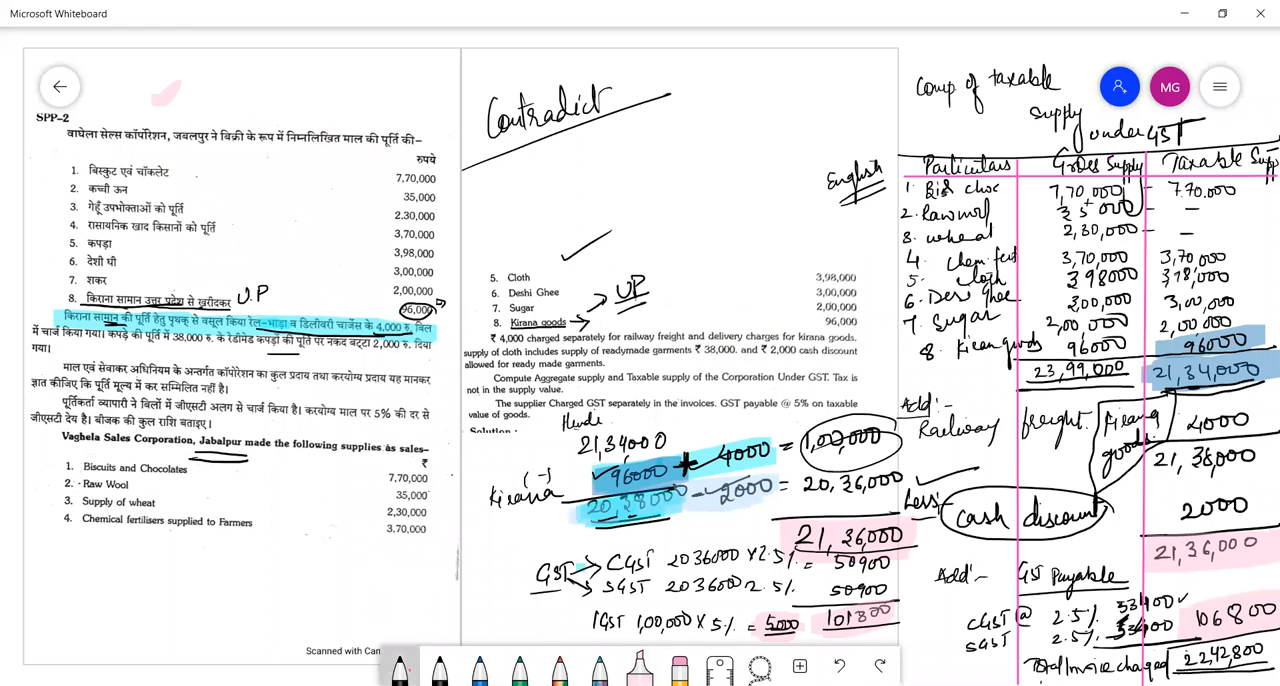 Microsoft Whiteboard
MG
SPP-2
वाघेला सेल्स कॉर्पोरेशन, जबलपुर ने बिक्री के रूप में निम्नलिखित माल की पूर्ति की–
रुपये
1. बिस्कुट एवं चॉकलेट 7,70,000
2. कच्ची ऊन 35,000
3. गेहूँ उपभोक्ताओं को पूर्ति 2,30,000
4. रासायनिक खाद किसानों को पूर्ति 3,70,000
5. कपड़ा 3,98,000
6. देशी घी 3,00,000
7. शकर 2,00,000
8. किराना सामान उत्तर प्रदेश से खरीदकर U.P 96,000
किराना सामान की पूर्ति हेतु पृथक् से वसूल किया रेल-भाड़ा व डिलीवरी चार्जेस के 4,000 रु. बिल
में चार्ज किया गया। कपड़े की पूर्ति में 38,000 रु. के रेडीमेड कपड़ों की पूर्ति पर नकद बट्टा 2,000 रु. दिया
गया।
माल एवं सेवाकर अधिनियम के अन्तर्गत कॉर्पोरेशन का कुल प्रदाय तथा करयोग्य प्रदाय यह मानकर
ज्ञात कीजिए कि पूर्ति मूल्य में कर सम्मिलित नहीं है।
पूर्तिकर्ता व्यापारी ने बिलों में जीएसटी अलग से चार्ज किया है। करयोग्य माल पर 5% की दर से
जीएसटी देय है। बीजक की कुल राशि बताइए।
Vaghela Sales Corporation, Jabalpur made the following supplies as sales–
₹
1. Biscuits and Chocolates 7,70,000
2. Raw Wool 35,000
3. Supply of wheat 2,30,000
4. Chemical fertilisers supplied to Farmers 3,70,000
Scanned with Can
Contradict
English
5. Cloth 3,98,000
6. Deshi Ghee 3,00,000
7. Sugar 2,00,000
8. Kirana goods 96,000
UP
₹ 4,000 charged separately for railway freight and delivery charges for kirana goods.
supply of cloth includes supply of readymade garments ₹ 38,000. and ₹ 2,000 cash discount
allowed for ready made garments.
Compute Aggregate supply and Taxable supply of the Corporation Under GST. Tax is
not in the supply value.
The supplier Charged GST separately in the invoices. GST payable @ 5% on taxable
value of goods.
Solution :
21,34000
(-) 96000 + 4000 = 1,00,000
Kirana
20,38000 - 2000 = 20,36,000
21,36,000
GST → CGST 2036000 x 2.5% = 50900
SGST 2036000 2.5% 50900
IGST 1,00,000 x 5% = 5000 101800
Comp of taxable
supply under GST
Particulars Gross Supply Taxable Supp
1. Bis choc 7,70,000 - 7.70.000
2. Raw wol 35000 -
3. wheat 2,30,000 -
4. chem fert 3,70,000 3,70,000
5. cloth 398000 398,000
6. Desi Ghee 300,000 3,00,000
7. Sugar 2,00,000 2,00000
8. Kiran goods 96000 96000
23,99,000 21,34,000
Add:-
Railway freight. Kirana goods 4000
21,38,000
Less:-
Cash discount 2000
21,36,000
Add:- GST Payable
CGST @ 2.5% 53400
SGST 2.5% 53400 106800
Total Invoice charged 2242,800